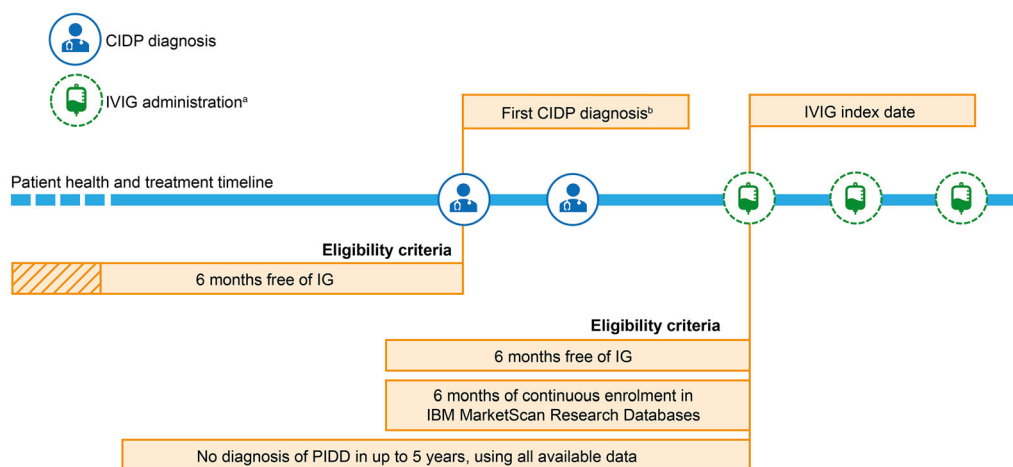 CIDP diagnosis
IVIG administrationᵃ
First CIDP diagnosisᵇ
IVIG index date
Patient health and treatment timeline
Eligibility criteria
6 months free of IG
Eligibility criteria
6 months free of IG
6 months of continuous enrolment in
IBM MarketScan Research Databases
No diagnosis of PIDD in up to 5 years, using all available data